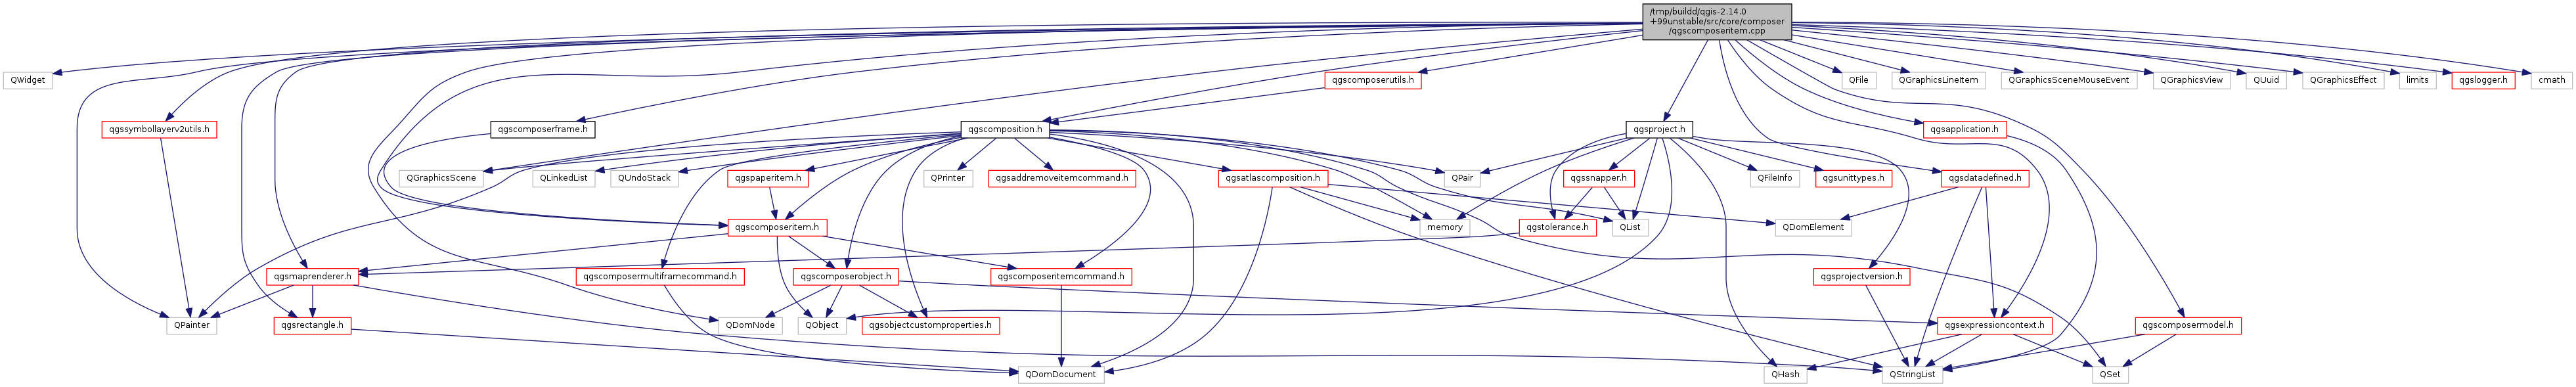 /tmp/buildd/qgis-2.14.0
+99unstable/src/core/composer
/qgscomposeritem.cpp
QWidget
qgscomposerutils.h
QFile
QGraphicsLineItem
QGraphicsSceneMouseEvent
QGraphicsView
QUuid
QGraphicsEffect
limits
qgslogger.h
cmath
qgssymbollayerv2utils.h
qgscomposerframe.h
qgscomposition.h
qgsproject.h
qgsapplication.h
QGraphicsScene
QLinkedList
QUndoStack
qgspaperitem.h
QPrinter
qgsaddremoveitemcommand.h
qgsatlascomposition.h
QPair
qgssnapper.h
QFileInfo
qgsunittypes.h
qgsdatadefined.h
qgscomposeritem.h
memory
qgstolerance.h
QList
QDomElement
qgsmaprenderer.h
qgscomposermultiframecommand.h
qgscomposerobject.h
qgscomposeritemcommand.h
qgsprojectversion.h
QPainter
qgsrectangle.h
QDomNode
QObject
qgsobjectcustomproperties.h
qgsexpressioncontext.h
qgscomposermodel.h
QDomDocument
QHash
QStringList
QSet